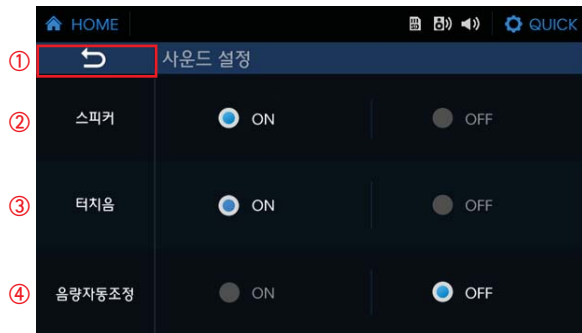 HOME
QUICK
① 사운드 설정
② 스피커 ON OFF
③ 터치음 ON OFF
④ 음량자동조정 ON OFF